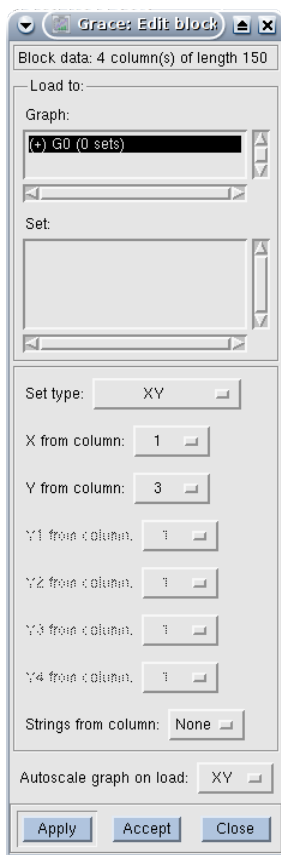 Grace: Edit block
Block data: 4 column(s) of length 150
Load to:
Graph:
(+) G0 (0 sets)
Set:
Set type: XY
X from column: 1
Y from column: 3
Y1 from column: 1
Y2 from column: 1
Y3 from column: 1
Y4 from column: 1
Strings from column: None
Autoscale graph on load: XY
Apply Accept Close